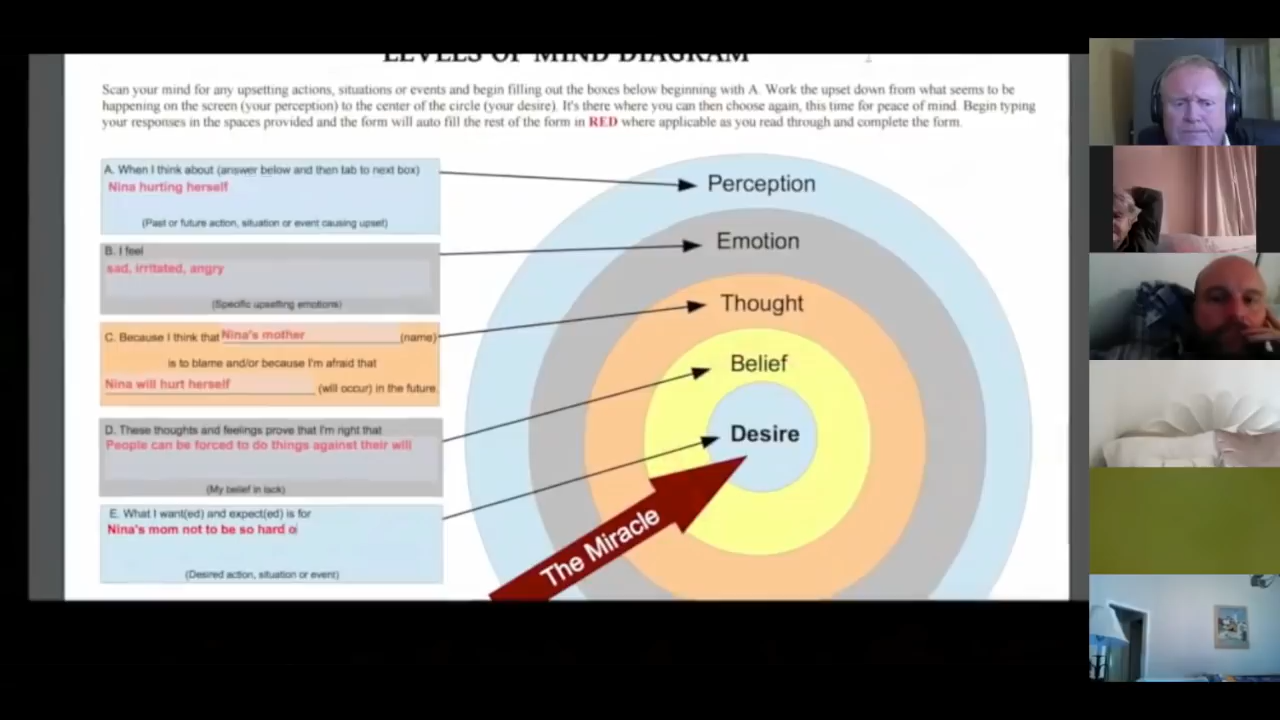 LEVELS OF MIND DIAGRAM
Scan your mind for any upsetting actions, situations or events and begin filling out the boxes below beginning with A. Work the upset down from what seems to be
happening on the screen (your perception) to the center of the circle (your desire). It's there where you can then choose again, this time for peace of mind. Begin typing
your responses in the spaces provided and the form will auto fill the rest of the form in RED where applicable as you read through and complete the form.
A. When I think about (answer below and then tab to next box)
Nina hurting herself
(Past or future action, situation or event causing upset)
B. I feel
sad, irritated, angry
(Specific upsetting emotions)
C. Because I think that Nina's mother (name)
is to blame and/or because I'm afraid that
Nina will hurt herself (will occur) in the future.
D. These thoughts and feelings prove that I'm right that
People can be forced to do things against their will
(My belief in lack)
E. What I want(ed) and expect(ed) is for
Nina's mom not to be so hard o
(Desired action, situation or event)
Perception
Emotion
Thought
Belief
Desire
The Miracle